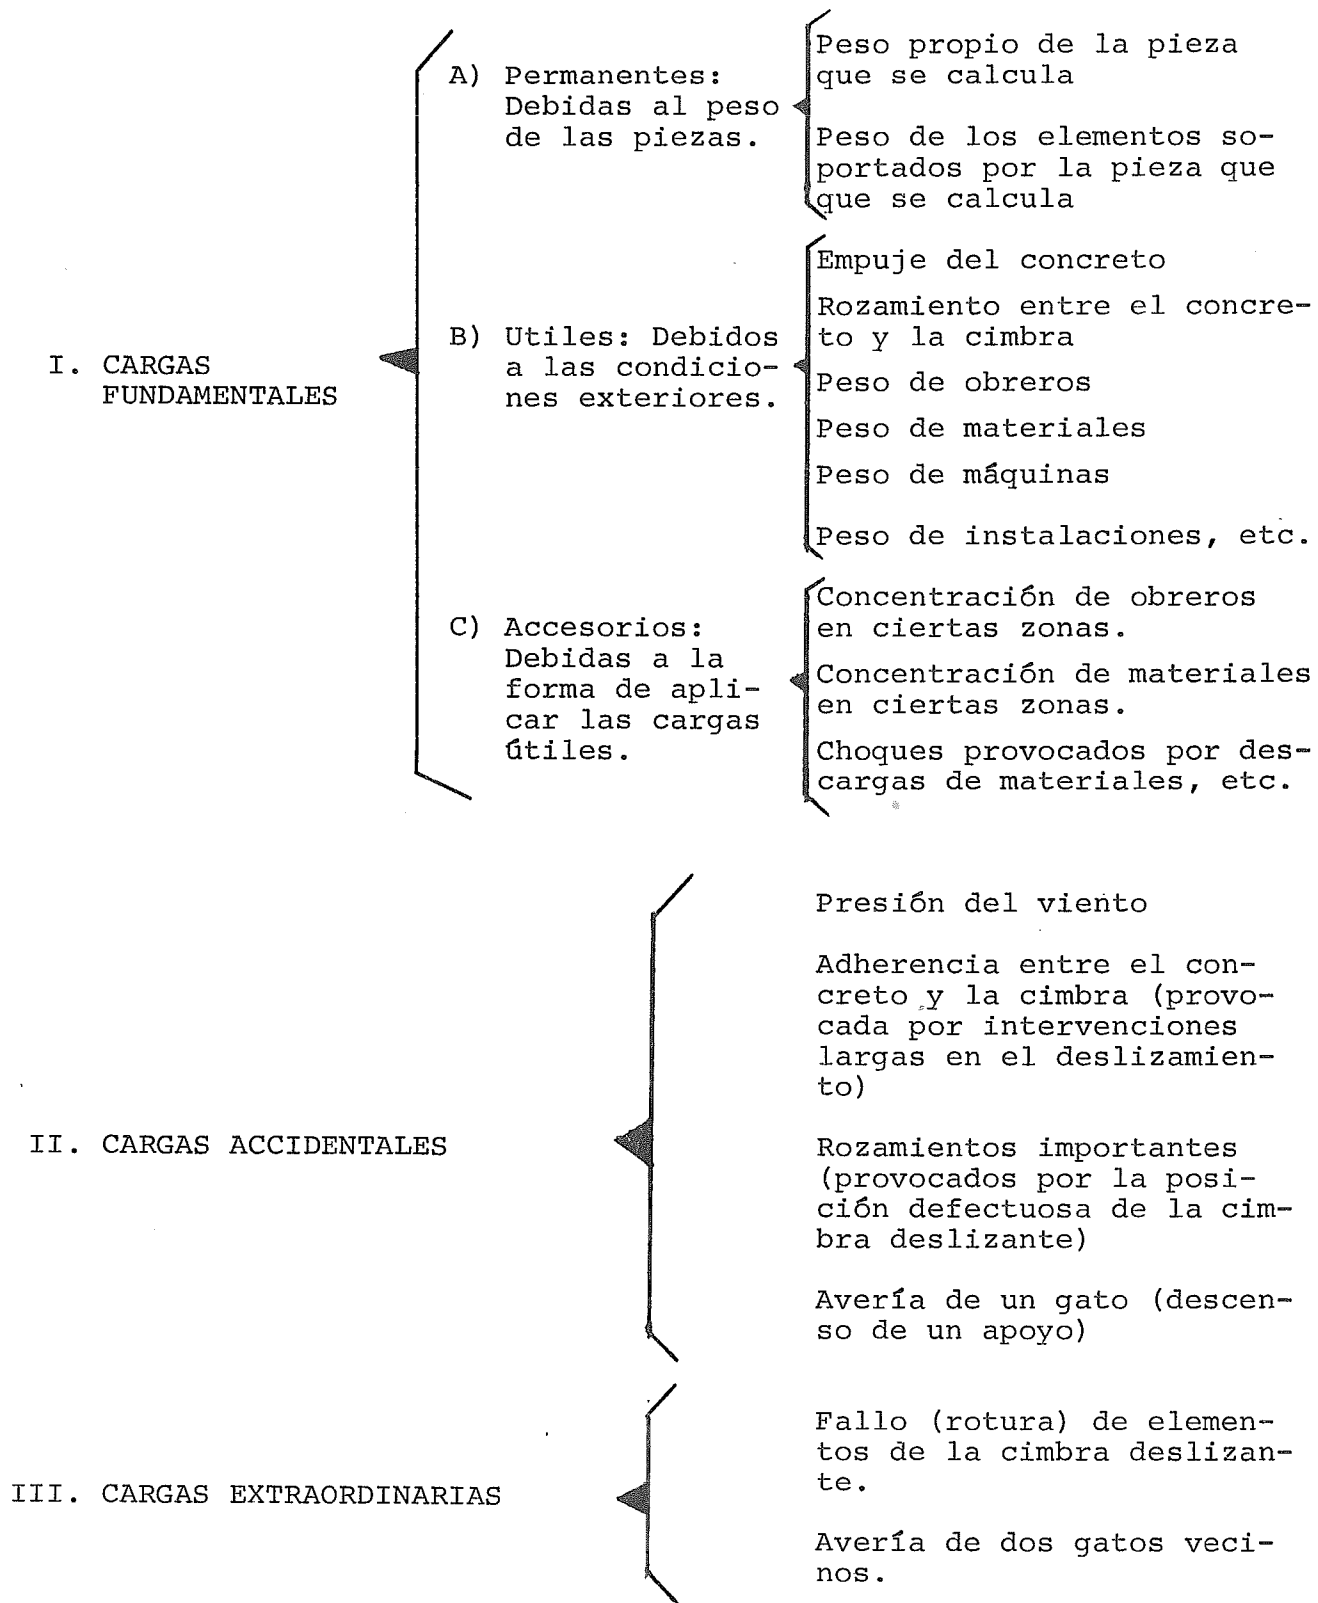 I. CARGAS
FUNDAMENTALES
A) Permanentes:
Debidas al peso
de las piezas.
Peso propio de la pieza
que se calcula
Peso de los elementos so-
portados por la pieza que
que se calcula
B) Utiles: Debidos
a las condicio-
nes exteriores.
Empuje del concreto
Rozamiento entre el concre-
to y la cimbra
Peso de obreros
Peso de materiales
Peso de máquinas
Peso de instalaciones, etc.
C) Accesorios:
Debidas a la
forma de apli-
car las cargas
útiles.
Concentración de obreros
en ciertas zonas.
Concentración de materiales
en ciertas zonas.
Choques provocados por des-
cargas de materiales, etc.
II. CARGAS ACCIDENTALES
Presión del viento
Adherencia entre el con-
creto y la cimbra (provo-
cada por intervenciones
largas en el deslizamien-
to)
Rozamientos importantes
(provocados por la posi-
ción defectuosa de la cim-
bra deslizante)
Avería de un gato (descen-
so de un apoyo)
III. CARGAS EXTRAORDINARIAS
Fallo (rotura) de elemen-
tos de la cimbra deslizan-
te.
Avería de dos gatos veci-
nos.